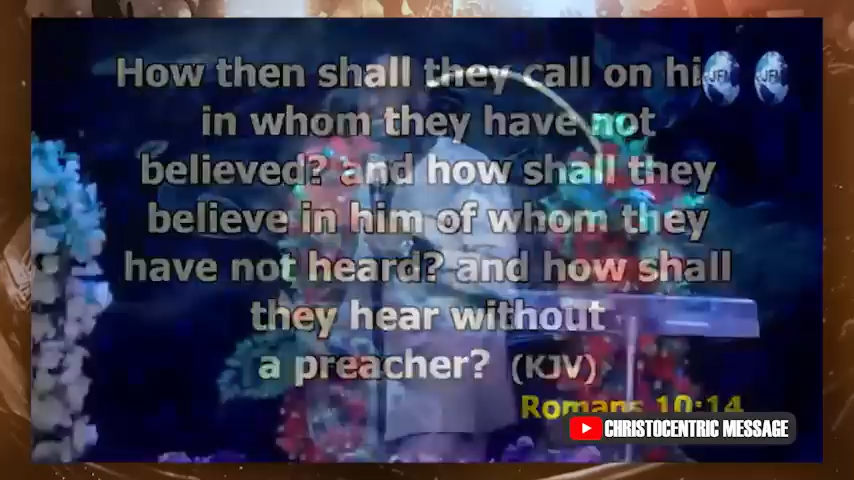 How then shall they call on hi
JFM JFM
in whom they have not
believed? and how shall they
believe in him of whom they
have not heard? and how shall
they hear without
a preacher? (KJV)
Romans 10:14
CHRISTOCENTRIC MESSAGE